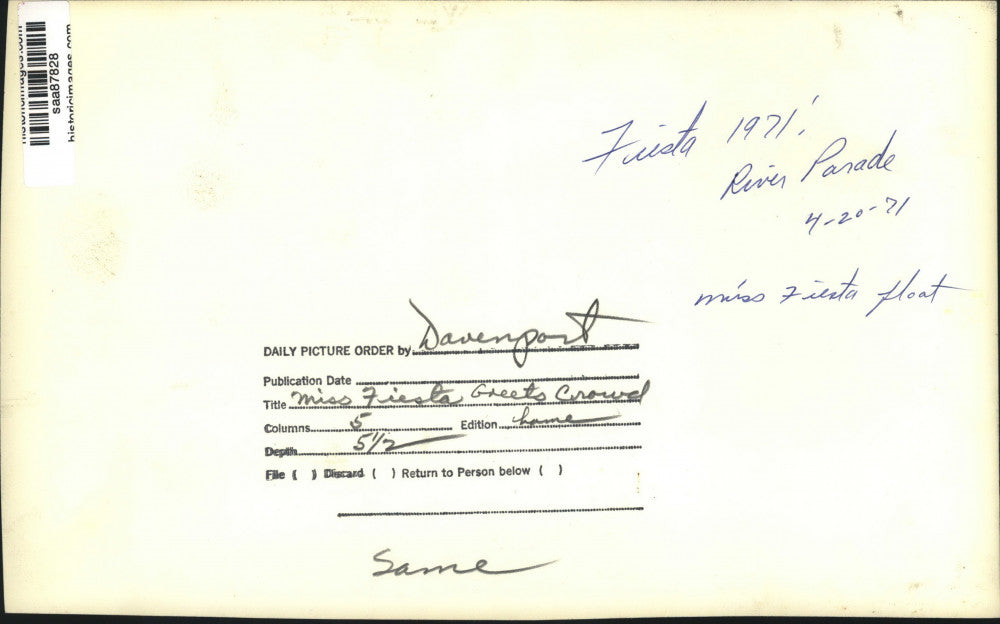 historicimages.com
saa87828
historicimages.com
Fiesta 1971'
River Parade
4-20-71
miss Fiesta float
DAILY PICTURE ORDER by Davenport
Publication Date
Title Miss Fiesta Greets Crowd
Columns 5 Edition home
Depth 5 1/2
File ( ) Discard ( ) Return to Person below ( )
Same